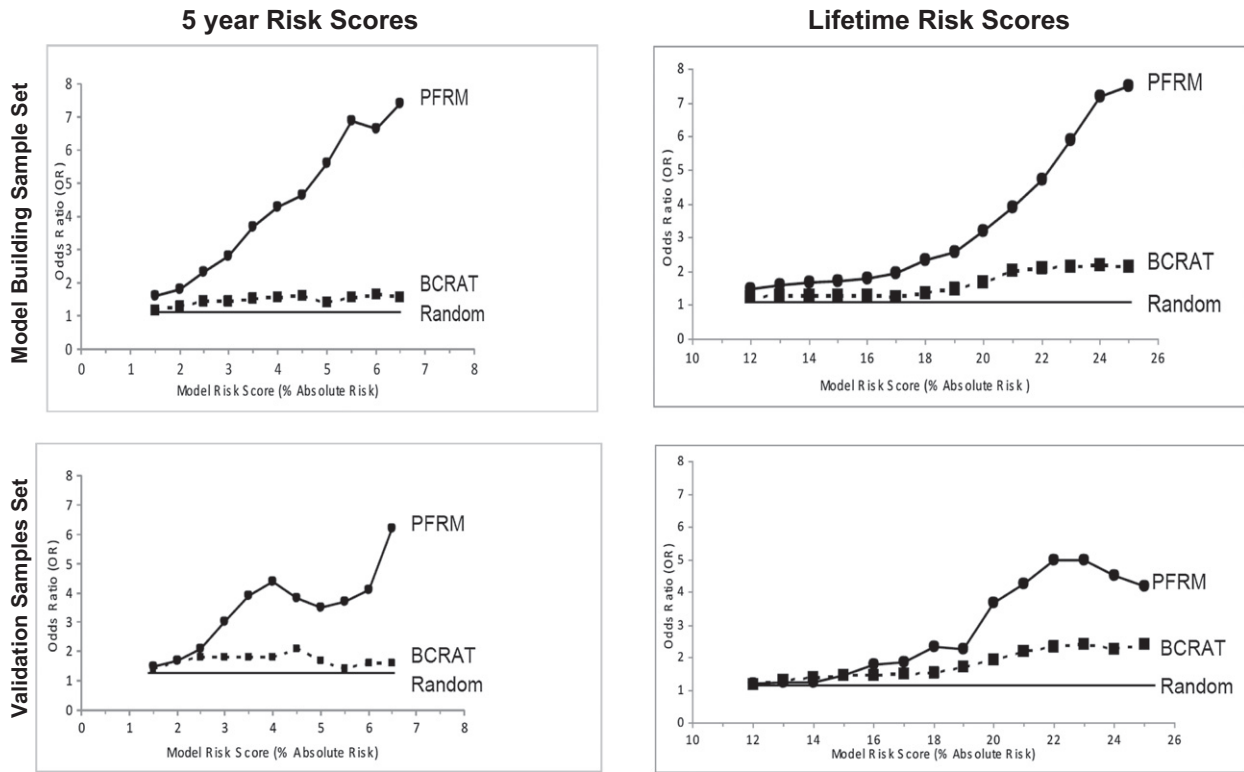 5 year Risk Scores
Lifetime Risk Scores
Model Building Sample Set
8
7
6
5
4
3
2
1
0
Odds Ratio (OR)
PFRM
BCRAT
Random
0 1 2 3 4 5 6 7 8
Model Risk Score (% Absolute Risk)
8
7
6
5
4
3
2
1
0
Odds Ratio (OR)
PFRM
BCRAT
Random
10 12 14 16 18 20 22 24 26
Model Risk Score (% Absolute Risk)
Validation Samples Set
8
7
6
5
4
3
2
1
0
Odds Ratio (OR)
PFRM
BCRAT
Random
0 1 2 3 4 5 6 7 8
Model Risk Score (% Absolute Risk)
8
7
6
5
4
3
2
1
0
Odds Ratio (OR)
PFRM
BCRAT
Random
10 12 14 16 18 20 22 24 26
Model Risk Score (% Absolute Risk)